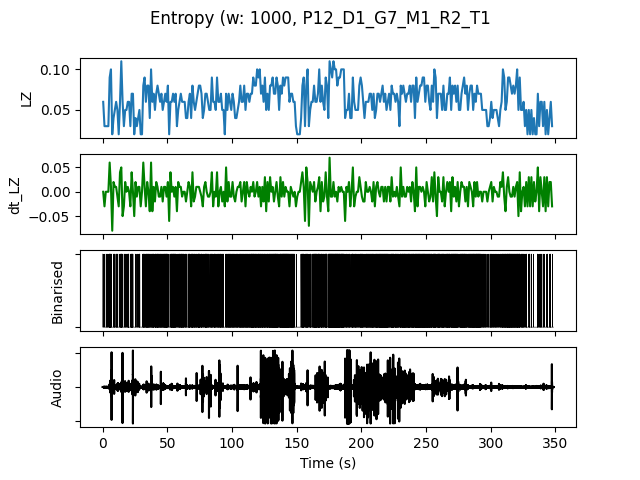 Entropy (w: 1000, P12_D1_G7_M1_R2_T1
0.10
0.05
LZ
0.05
0.00
−0.05
dt_LZ
Binarised
Audio
0 50 100 150 200 250 300 350
Time (s)